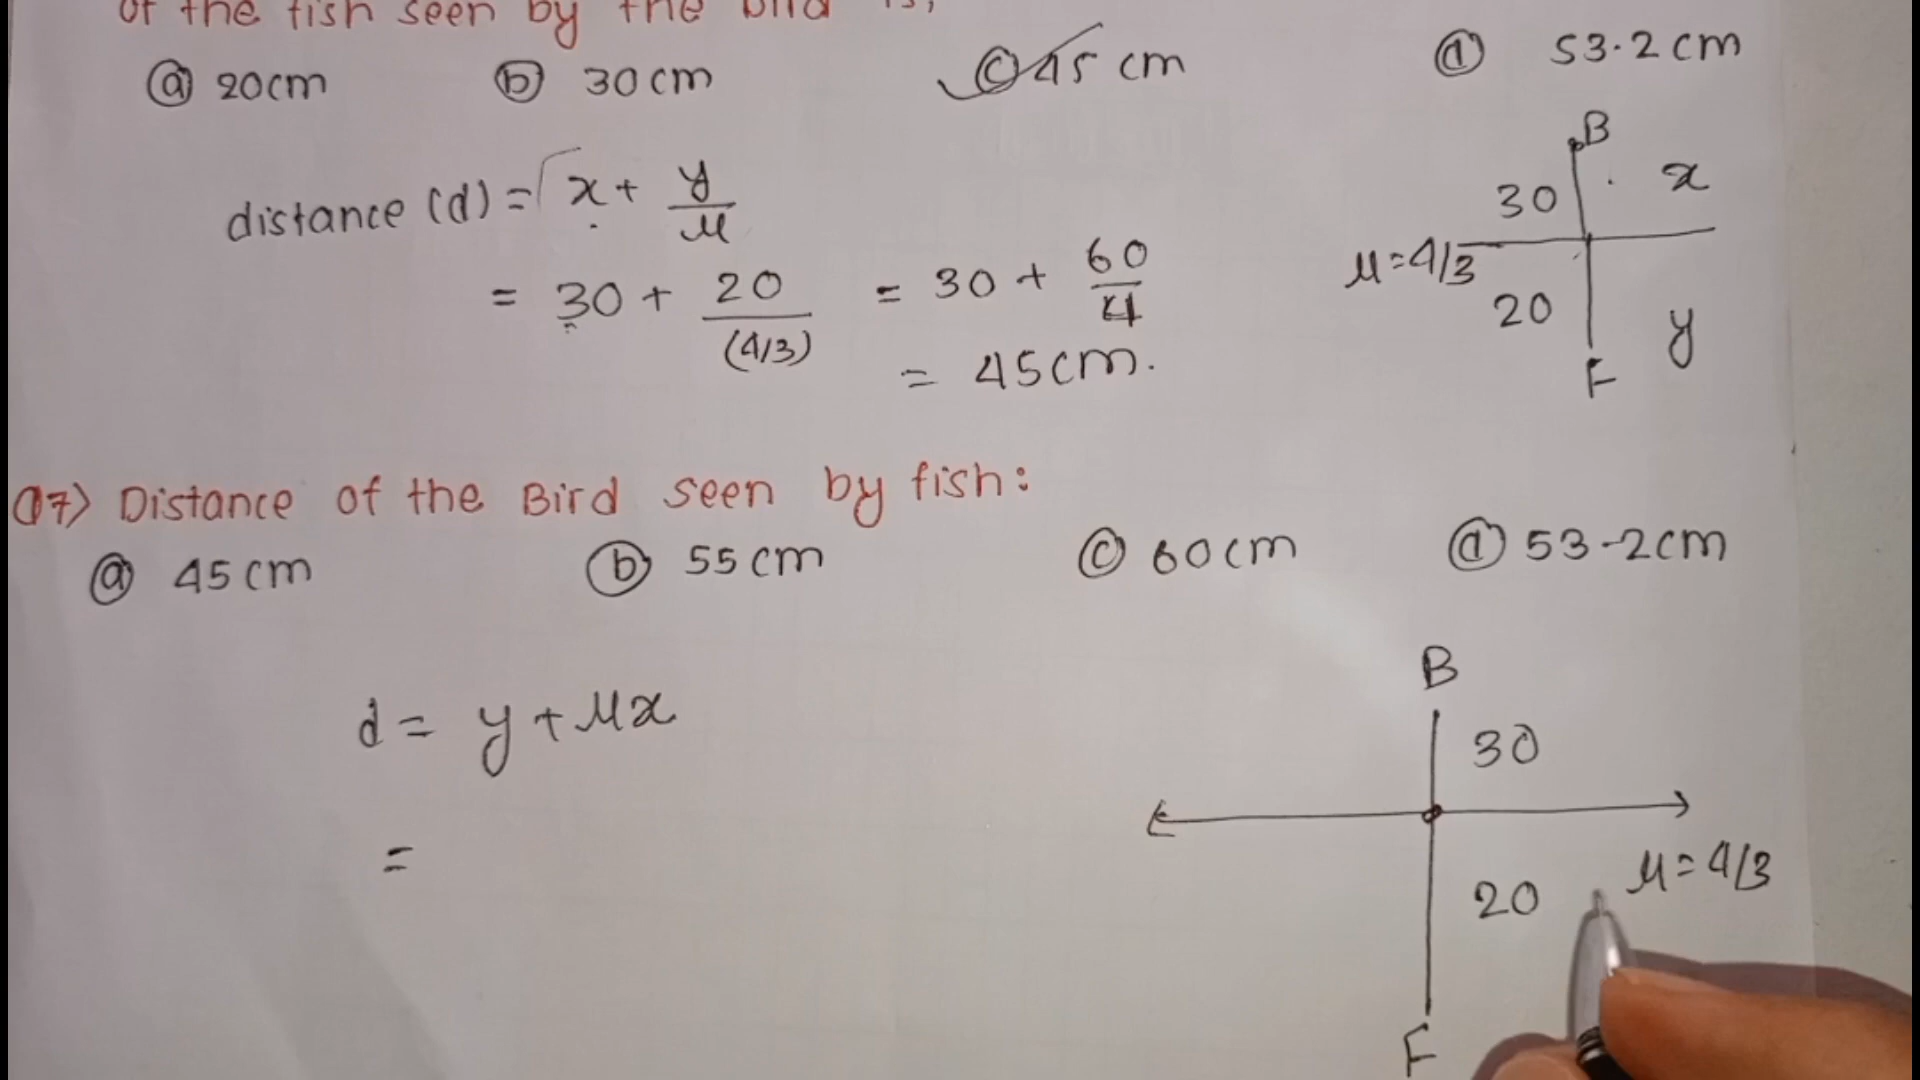 of the fish seen by the bird is,
ⓐ 20cm ⓑ 30cm ⓒ 45 cm ⓓ 53.2cm
distance (d) = x + y/μ
= 30 + 20/(4/3) = 30 + 60/4
= 45cm.
B
30 x
μ=4/3
20 y
F
Q7) Distance of the Bird seen by fish:
ⓐ 45cm ⓑ 55cm ⓒ 60cm ⓓ 53-2cm
d = y + μx
=
B
30
20 μ=4/3
F